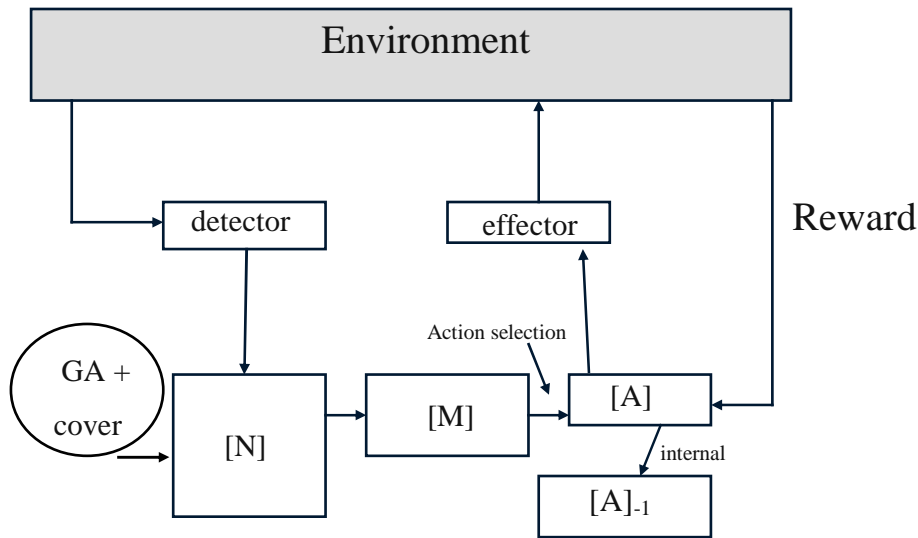 Environment
detector
effector
Reward
Action selection
GA +
cover
[N]
[M]
[A]
internal
[A]-1